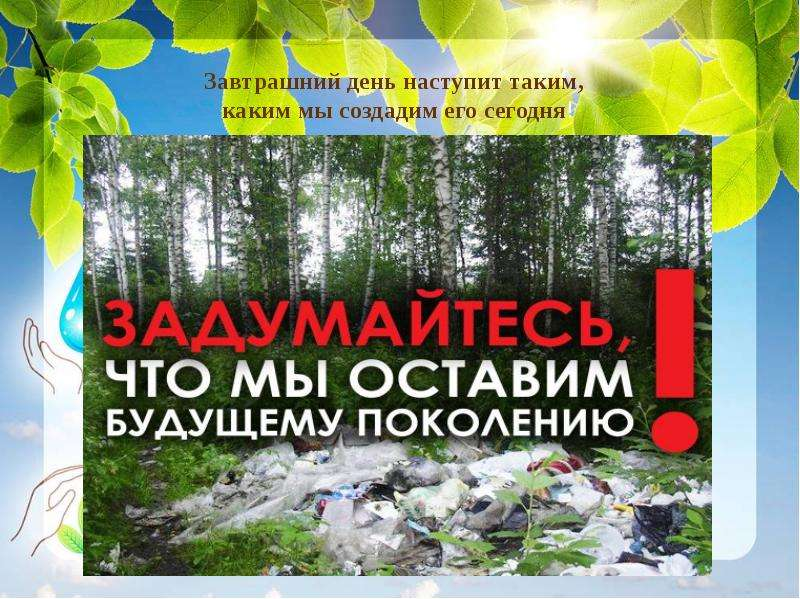 Завтрашний день наступит таким,
каким мы создадим его сегодня
ЗАДУМАЙТЕСЬ,
ЧТО МЫ ОСТАВИМ
БУДУЩЕМУ ПОКОЛЕНИЮ!